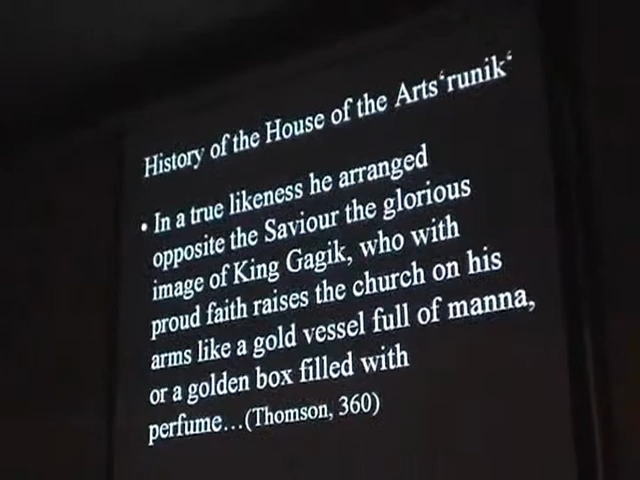 History of the House of the Arts‘runik‘
• In a true likeness he arranged
opposite the Saviour the glorious
image of King Gagik, who with
proud faith raises the church on his
arms like a gold vessel full of manna,
or a golden box filled with
perfume…(Thomson, 360)